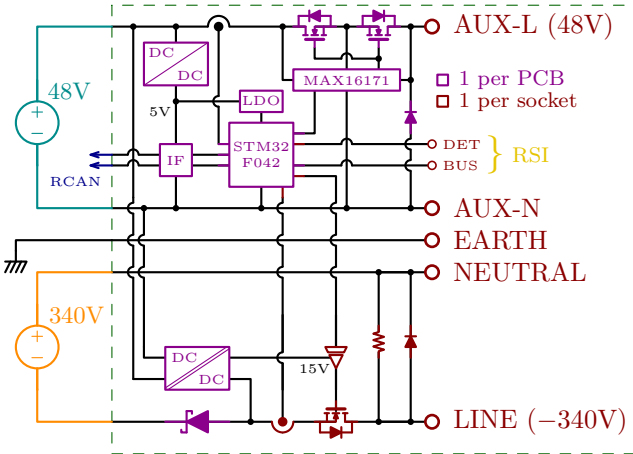 AUX-L (48V)
DC
DC
MAX16171
1 per PCB
1 per socket
48V
5V
LDO
STM32
F042
DET
IF
BUS
RSI
RCAN
AUX-N
EARTH
NEUTRAL
340V
DC
DC
15V
LINE (−340V)